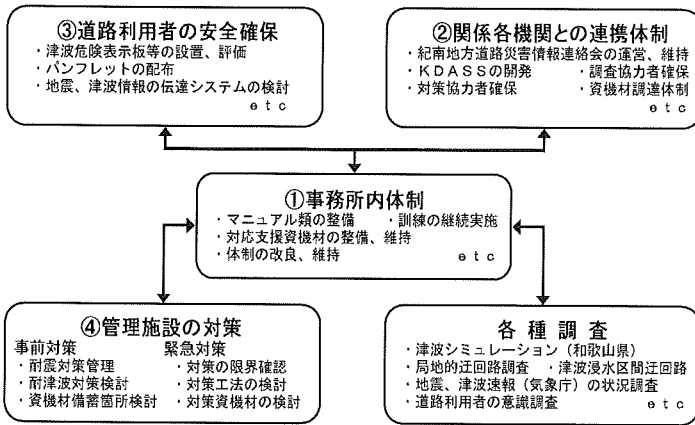 ③道路利用者の安全確保
・津波危険表示板等の設置、評価
・パンフレットの配布
・地震、津波情報の伝達システムの検討
ｅｔｃ
②関係各機関との連携体制
・紀南地方道路災害情報連絡会の運営、維持
・ＫＤＡＳＳの開発　・調査協力者確保
・対策協力者確保　・資機材調達体制
ｅｔｃ
①事務所内体制
・マニュアル類の整備　・訓練の継続実施
・対応支援資機材の整備、維持
・体制の改良、維持　ｅｔｃ
④管理施設の対策
事前対策　緊急対策
・耐震対策管理　・対策の限界確認
・耐津波対策検討　・対策工法の検討
・資機材備蓄箇所検討　・対策資機材の検討
各種調査
・津波シミュレーション（和歌山県）
・局地的迂回路調査　・津波浸水区間迂回路
・地震、津波速報（気象庁）の状況調査
・道路利用者の意識調査　ｅｔｃ